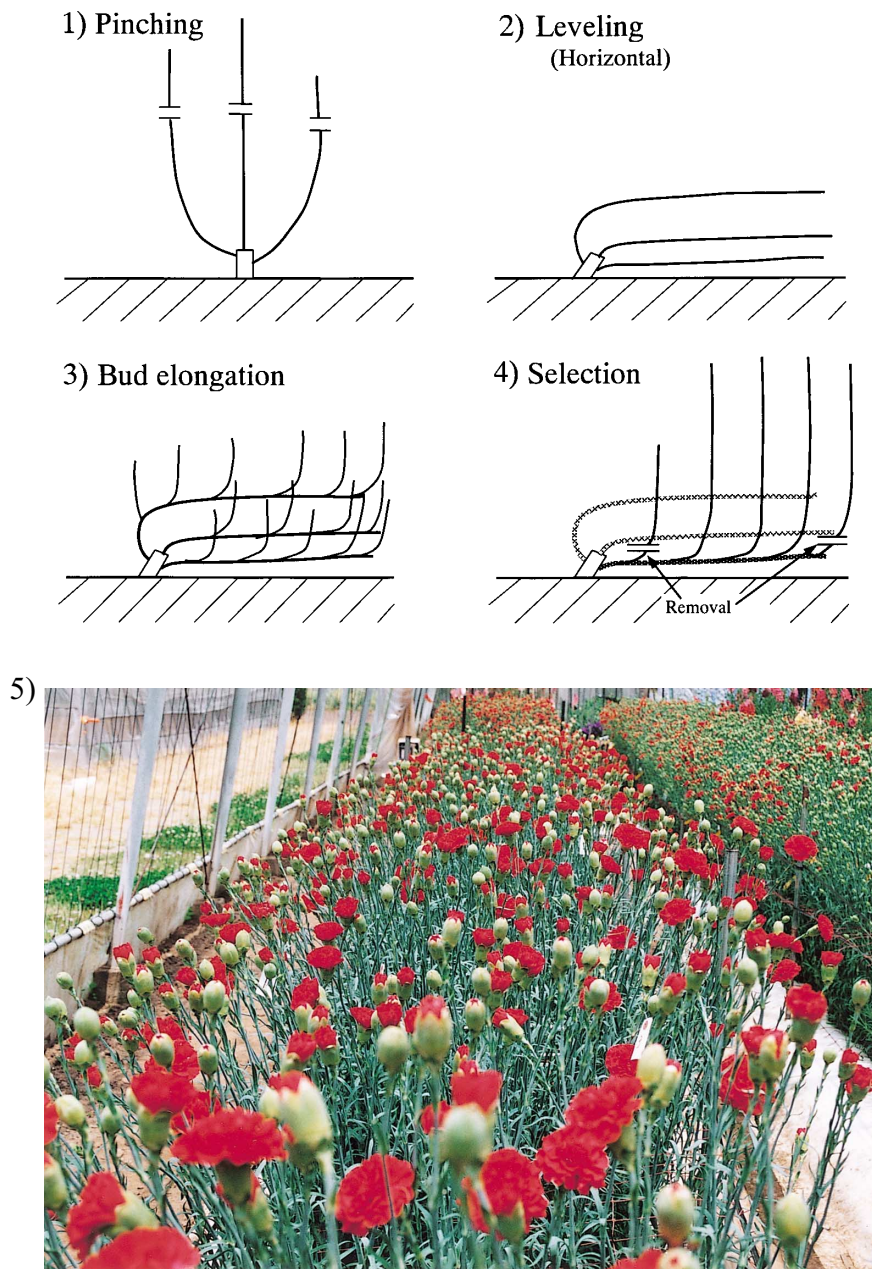 1) Pinching
2) Leveling
(Horizontal)
3) Bud elongation
4) Selection
Removal
5)